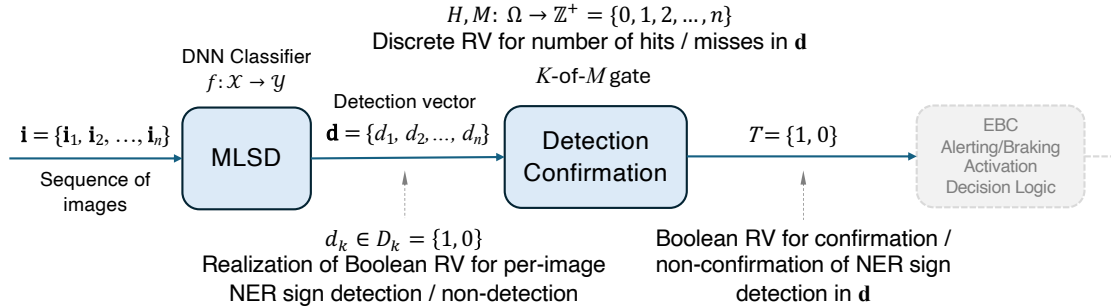 H, M: Ω → ℤ⁺ = {0, 1, 2, …, n}
Discrete RV for number of hits / misses in d
DNN Classifier
f: 𝒳 → 𝒴
K-of-M gate
i = {i₁, i₂, …, iₙ}
Sequence of
images
MLSD
Detection vector
d = {d₁, d₂,…, dₙ}
Detection
Confirmation
T = {1, 0}
EBC
Alerting/Braking
Activation
Decision Logic
dₖ ∈ Dₖ = {1, 0}
Realization of Boolean RV for per-image
NER sign detection / non-detection
Boolean RV for confirmation /
non-confirmation of NER sign
detection in d